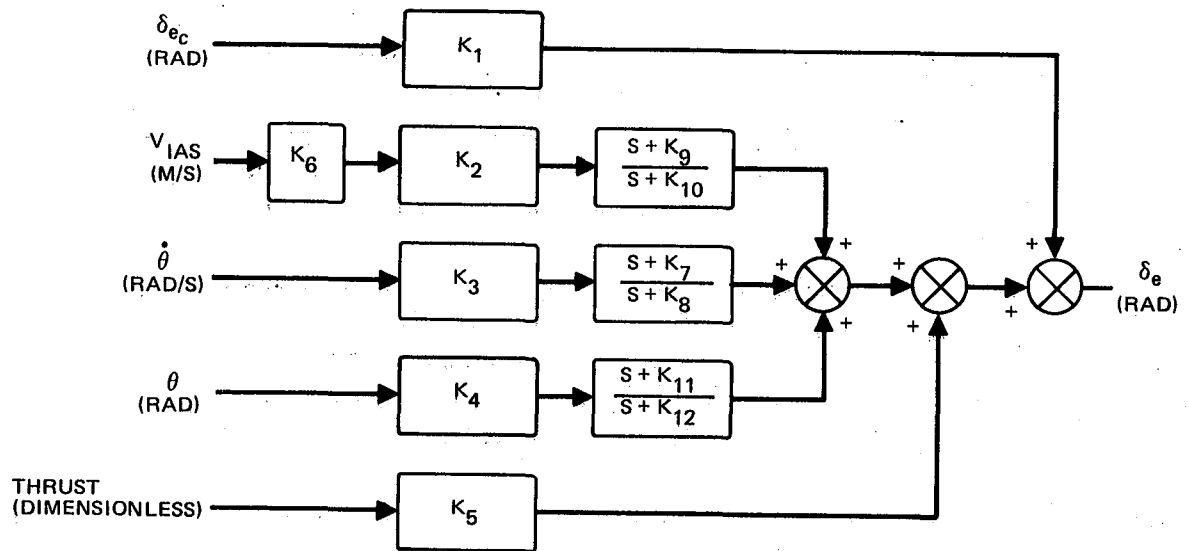 δeC
(RAD)
K1
VIAS
(M/S)
K6
K2
S + K9
S + K10
θ̇
(RAD/S)
K3
S + K7
S + K8
θ
(RAD)
K4
S + K11
S + K12
THRUST
(DIMENSIONLESS)
K5
+
+
+
+
+
+
+
δe
(RAD)